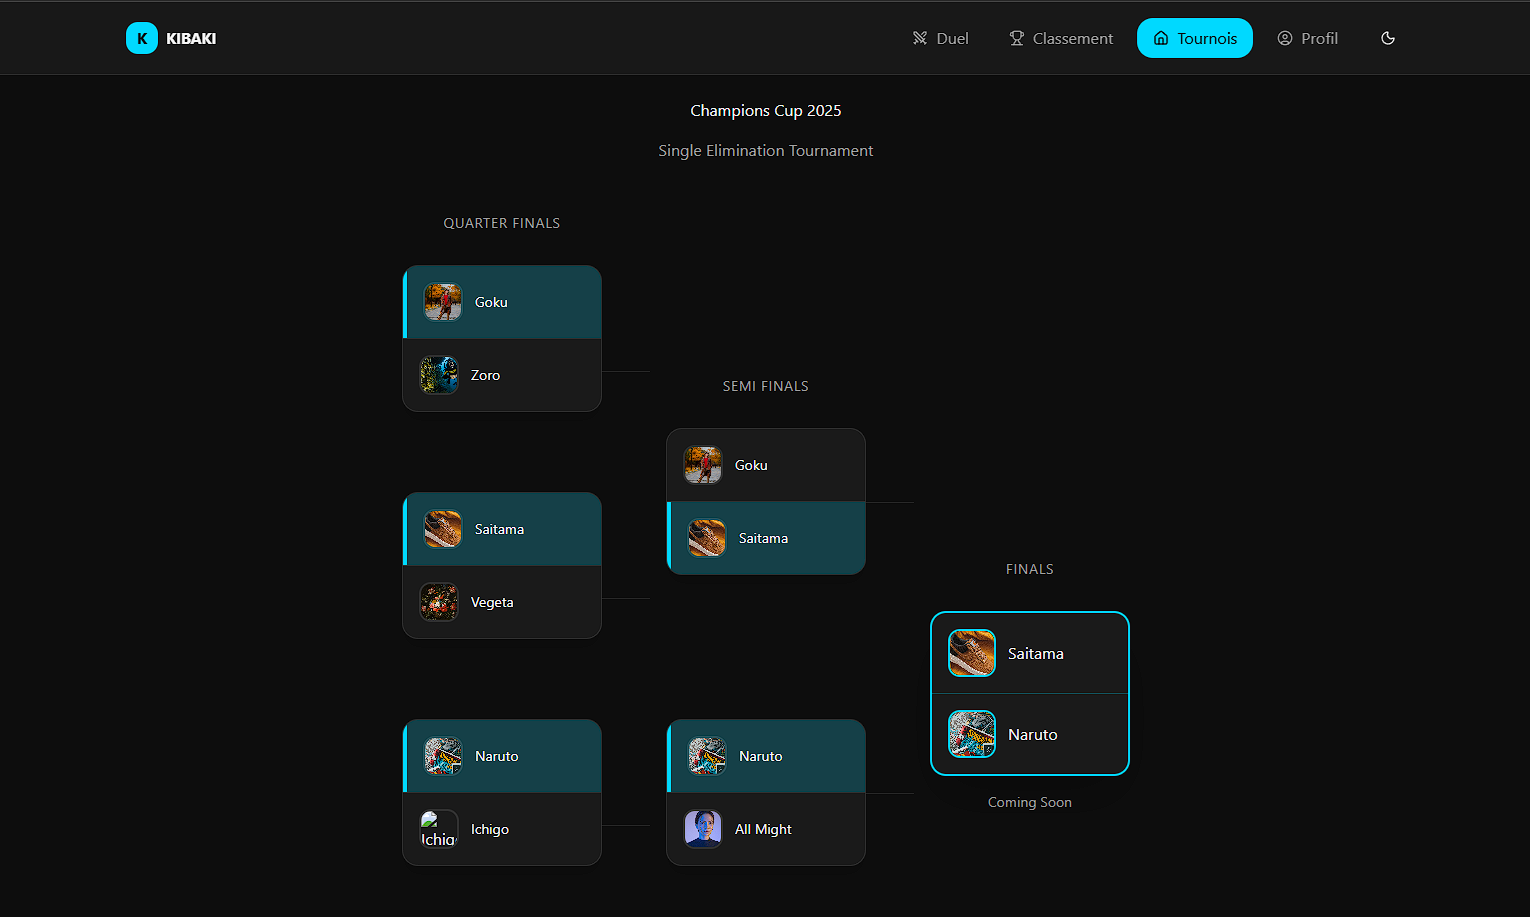 K KIBAKI Duel Classement Tournois Profil
Champions Cup 2025
Single Elimination Tournament
QUARTER FINALS
Goku
Zoro
Saitama
Vegeta
Naruto
Ichigo
Ichigo
SEMI FINALS
Goku
Saitama
Naruto
All Might
FINALS
Saitama
Naruto
Coming Soon